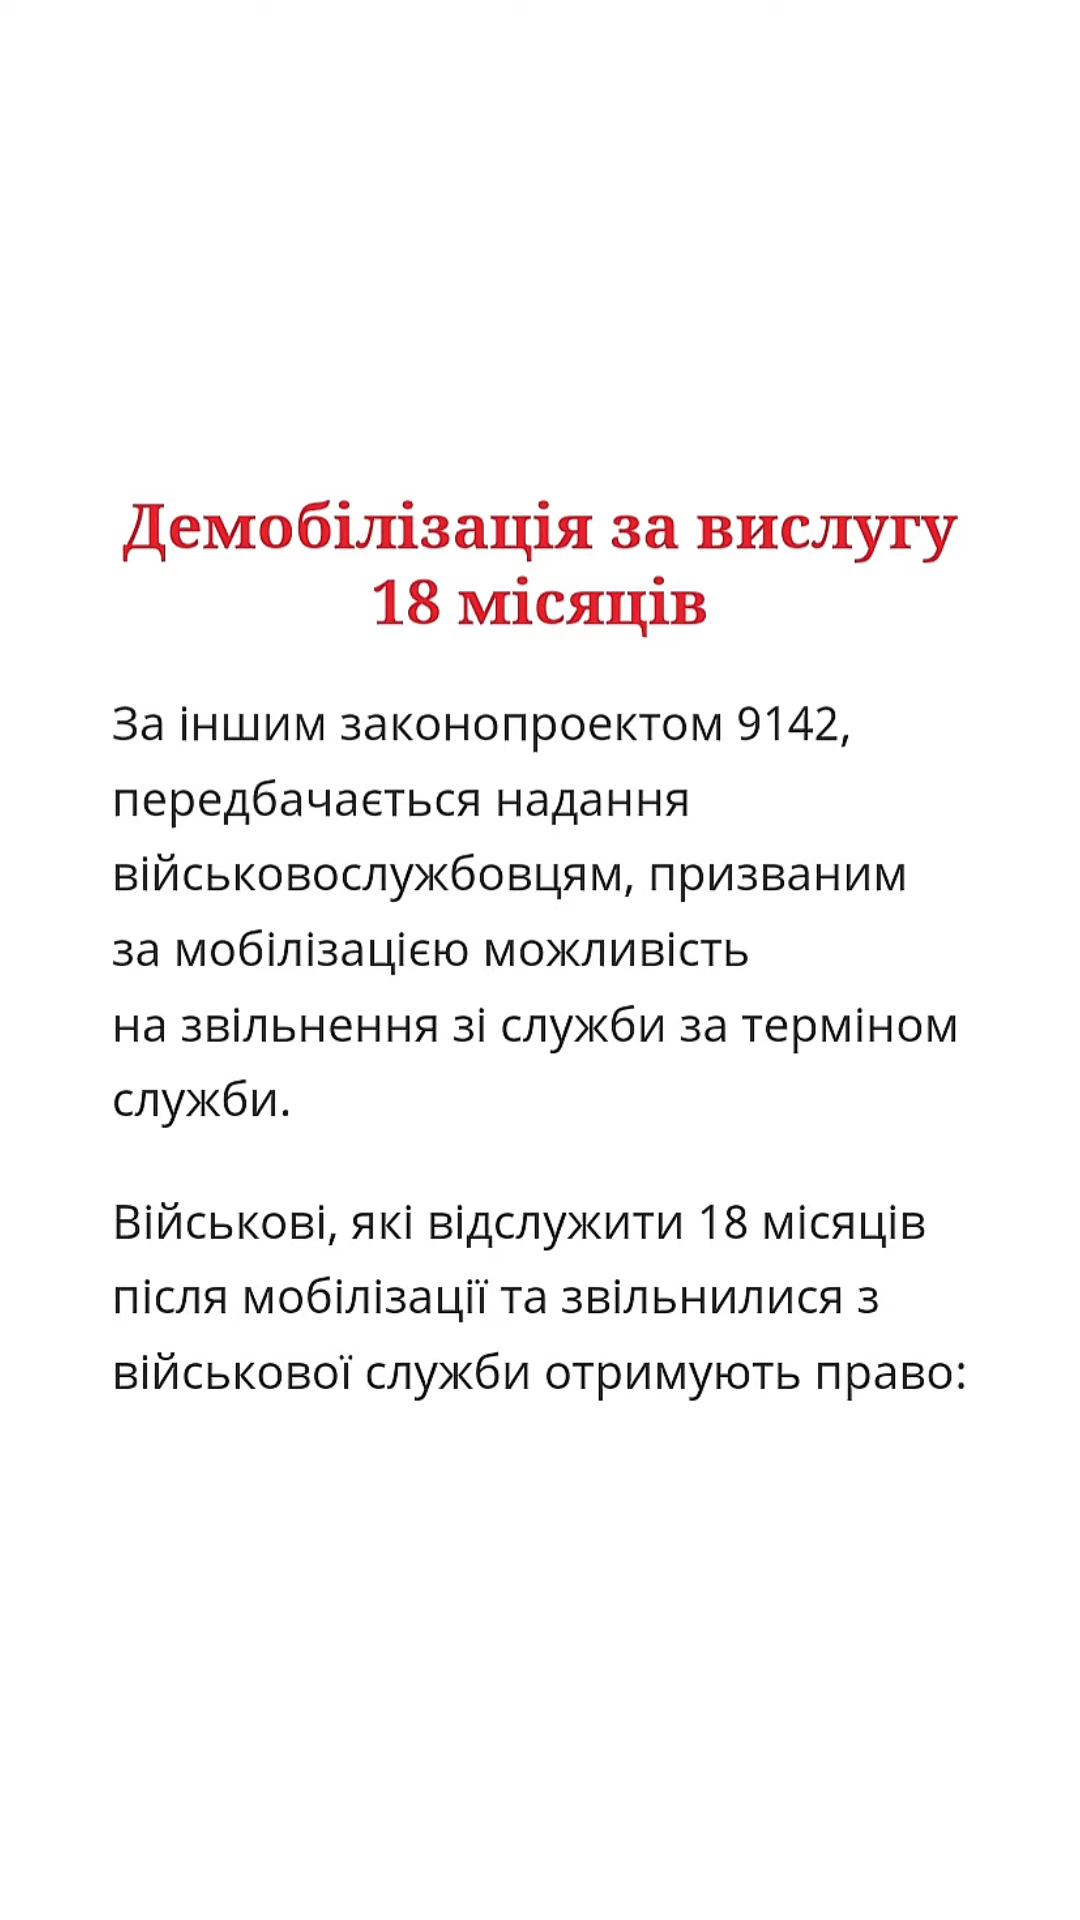 Демобілізація за вислугу
18 місяців
За іншим законопроектом 9142,
передбачається надання
військовослужбовцям, призваним
за мобілізацією можливість
на звільнення зі служби за терміном
служби.
Військові, які відслужити 18 місяців
після мобілізації та звільнилися з
військової служби отримують право: